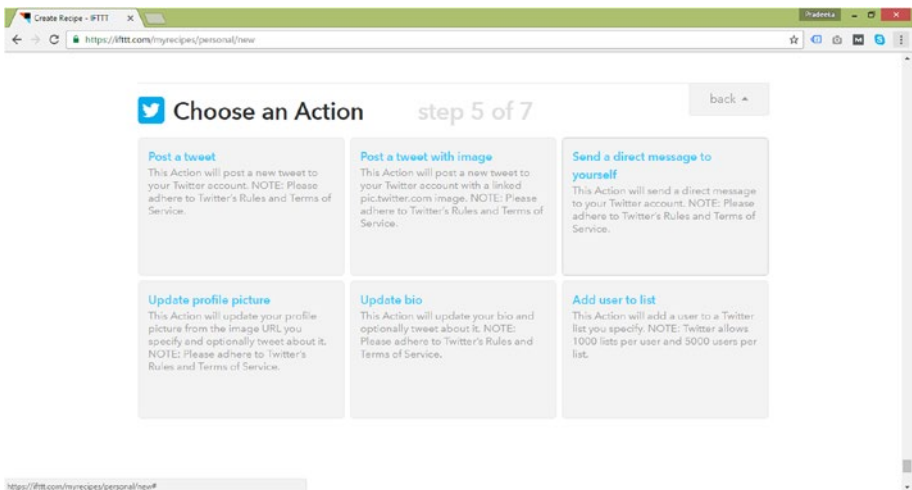 Create Recipe - IFTTT
Pradeeka
https://ifttt.com/myrecipes/personal/new
Choose an Action
step 5 of 7
back
Post a tweet
This Action will post a new tweet to
your Twitter account. NOTE: Please
adhere to Twitter's Rules and Terms of
Service.
Post a tweet with image
This Action will post a new tweet to
your Twitter account with a linked
pic.twitter.com image. NOTE: Please
adhere to Twitter's Rules and Terms of
Service.
Send a direct message to
yourself
This Action will send a direct message
to your Twitter account. NOTE: Please
adhere to Twitter's Rules and Terms of
Service.
Update profile picture
This Action will update your profile
picture from the image URL you
specify and optionally tweet about it.
NOTE: Please adhere to Twitter's
Rules and Terms of Service.
Update bio
This Action will update your bio and
optionally tweet about it. NOTE:
Please adhere to Twitter's Rules and
Terms of Service.
Add user to list
This Action will add a user to a Twitter
list you specify. NOTE: Twitter allows
1000 lists per user and 5000 users per
list.
https://ifttt.com/myrecipes/personal/new#